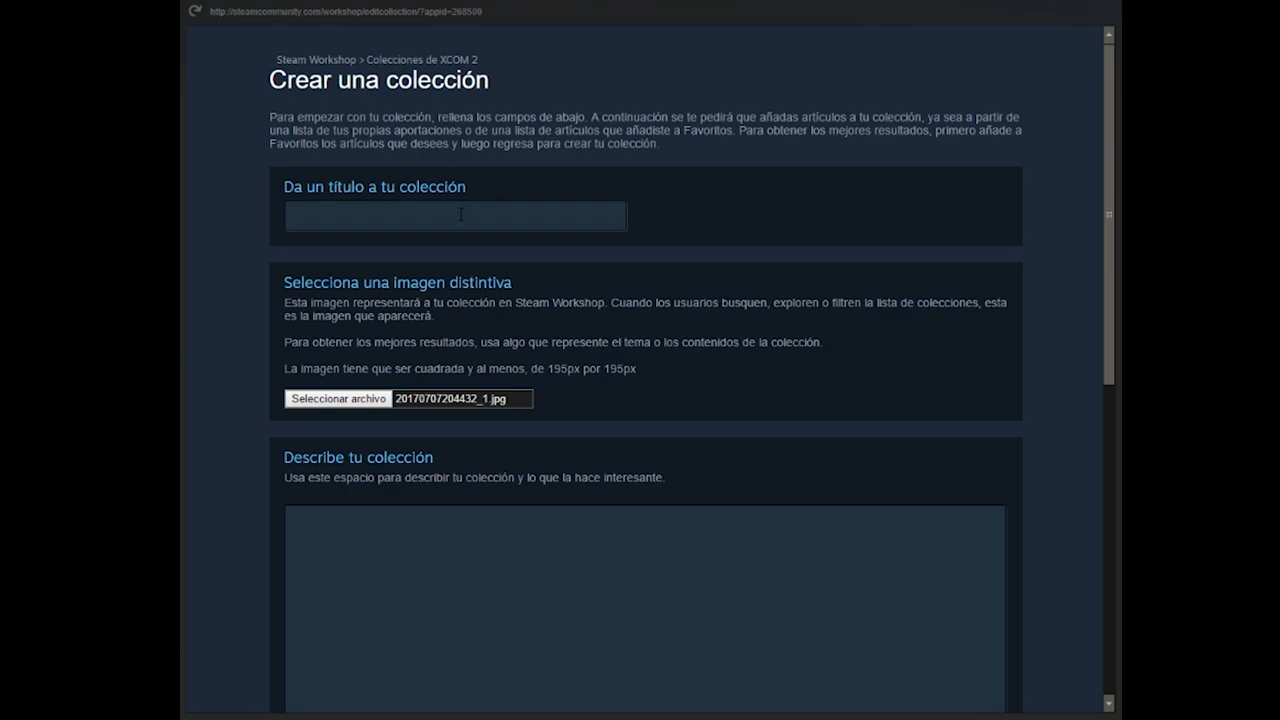 http://steamcommunity.com/workshop/editcollection/?appid=268500
Steam Workshop > Colecciones de XCOM 2
Crear una colección
Para empezar con tu colección, rellena los campos de abajo. A continuación se te pedirá que añadas artículos a tu colección, ya sea a partir de
una lista de tus propias aportaciones o de una lista de artículos que añadiste a Favoritos. Para obtener los mejores resultados, primero añade a
Favoritos los artículos que desees y luego regresa para crear tu colección.
Da un título a tu colección
Selecciona una imagen distintiva
Esta imagen representará a tu colección en Steam Workshop. Cuando los usuarios busquen, exploren o filtren la lista de colecciones, esta
es la imagen que aparecerá.
Para obtener los mejores resultados, usa algo que represente el tema o los contenidos de la colección.
La imagen tiene que ser cuadrada y al menos, de 195px por 195px
Seleccionar archivo 20170707204432_1.jpg
Describe tu colección
Usa este espacio para describir tu colección y lo que la hace interesante.